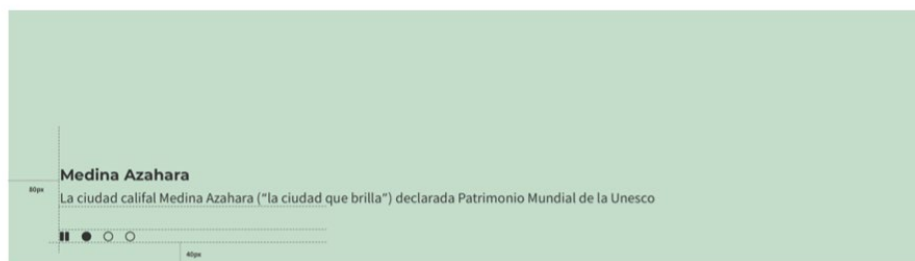 Medina Azahara
80px
La ciudad califal Medina Azahara ("la ciudad que brilla") declarada Patrimonio Mundial de la Unesco
40px